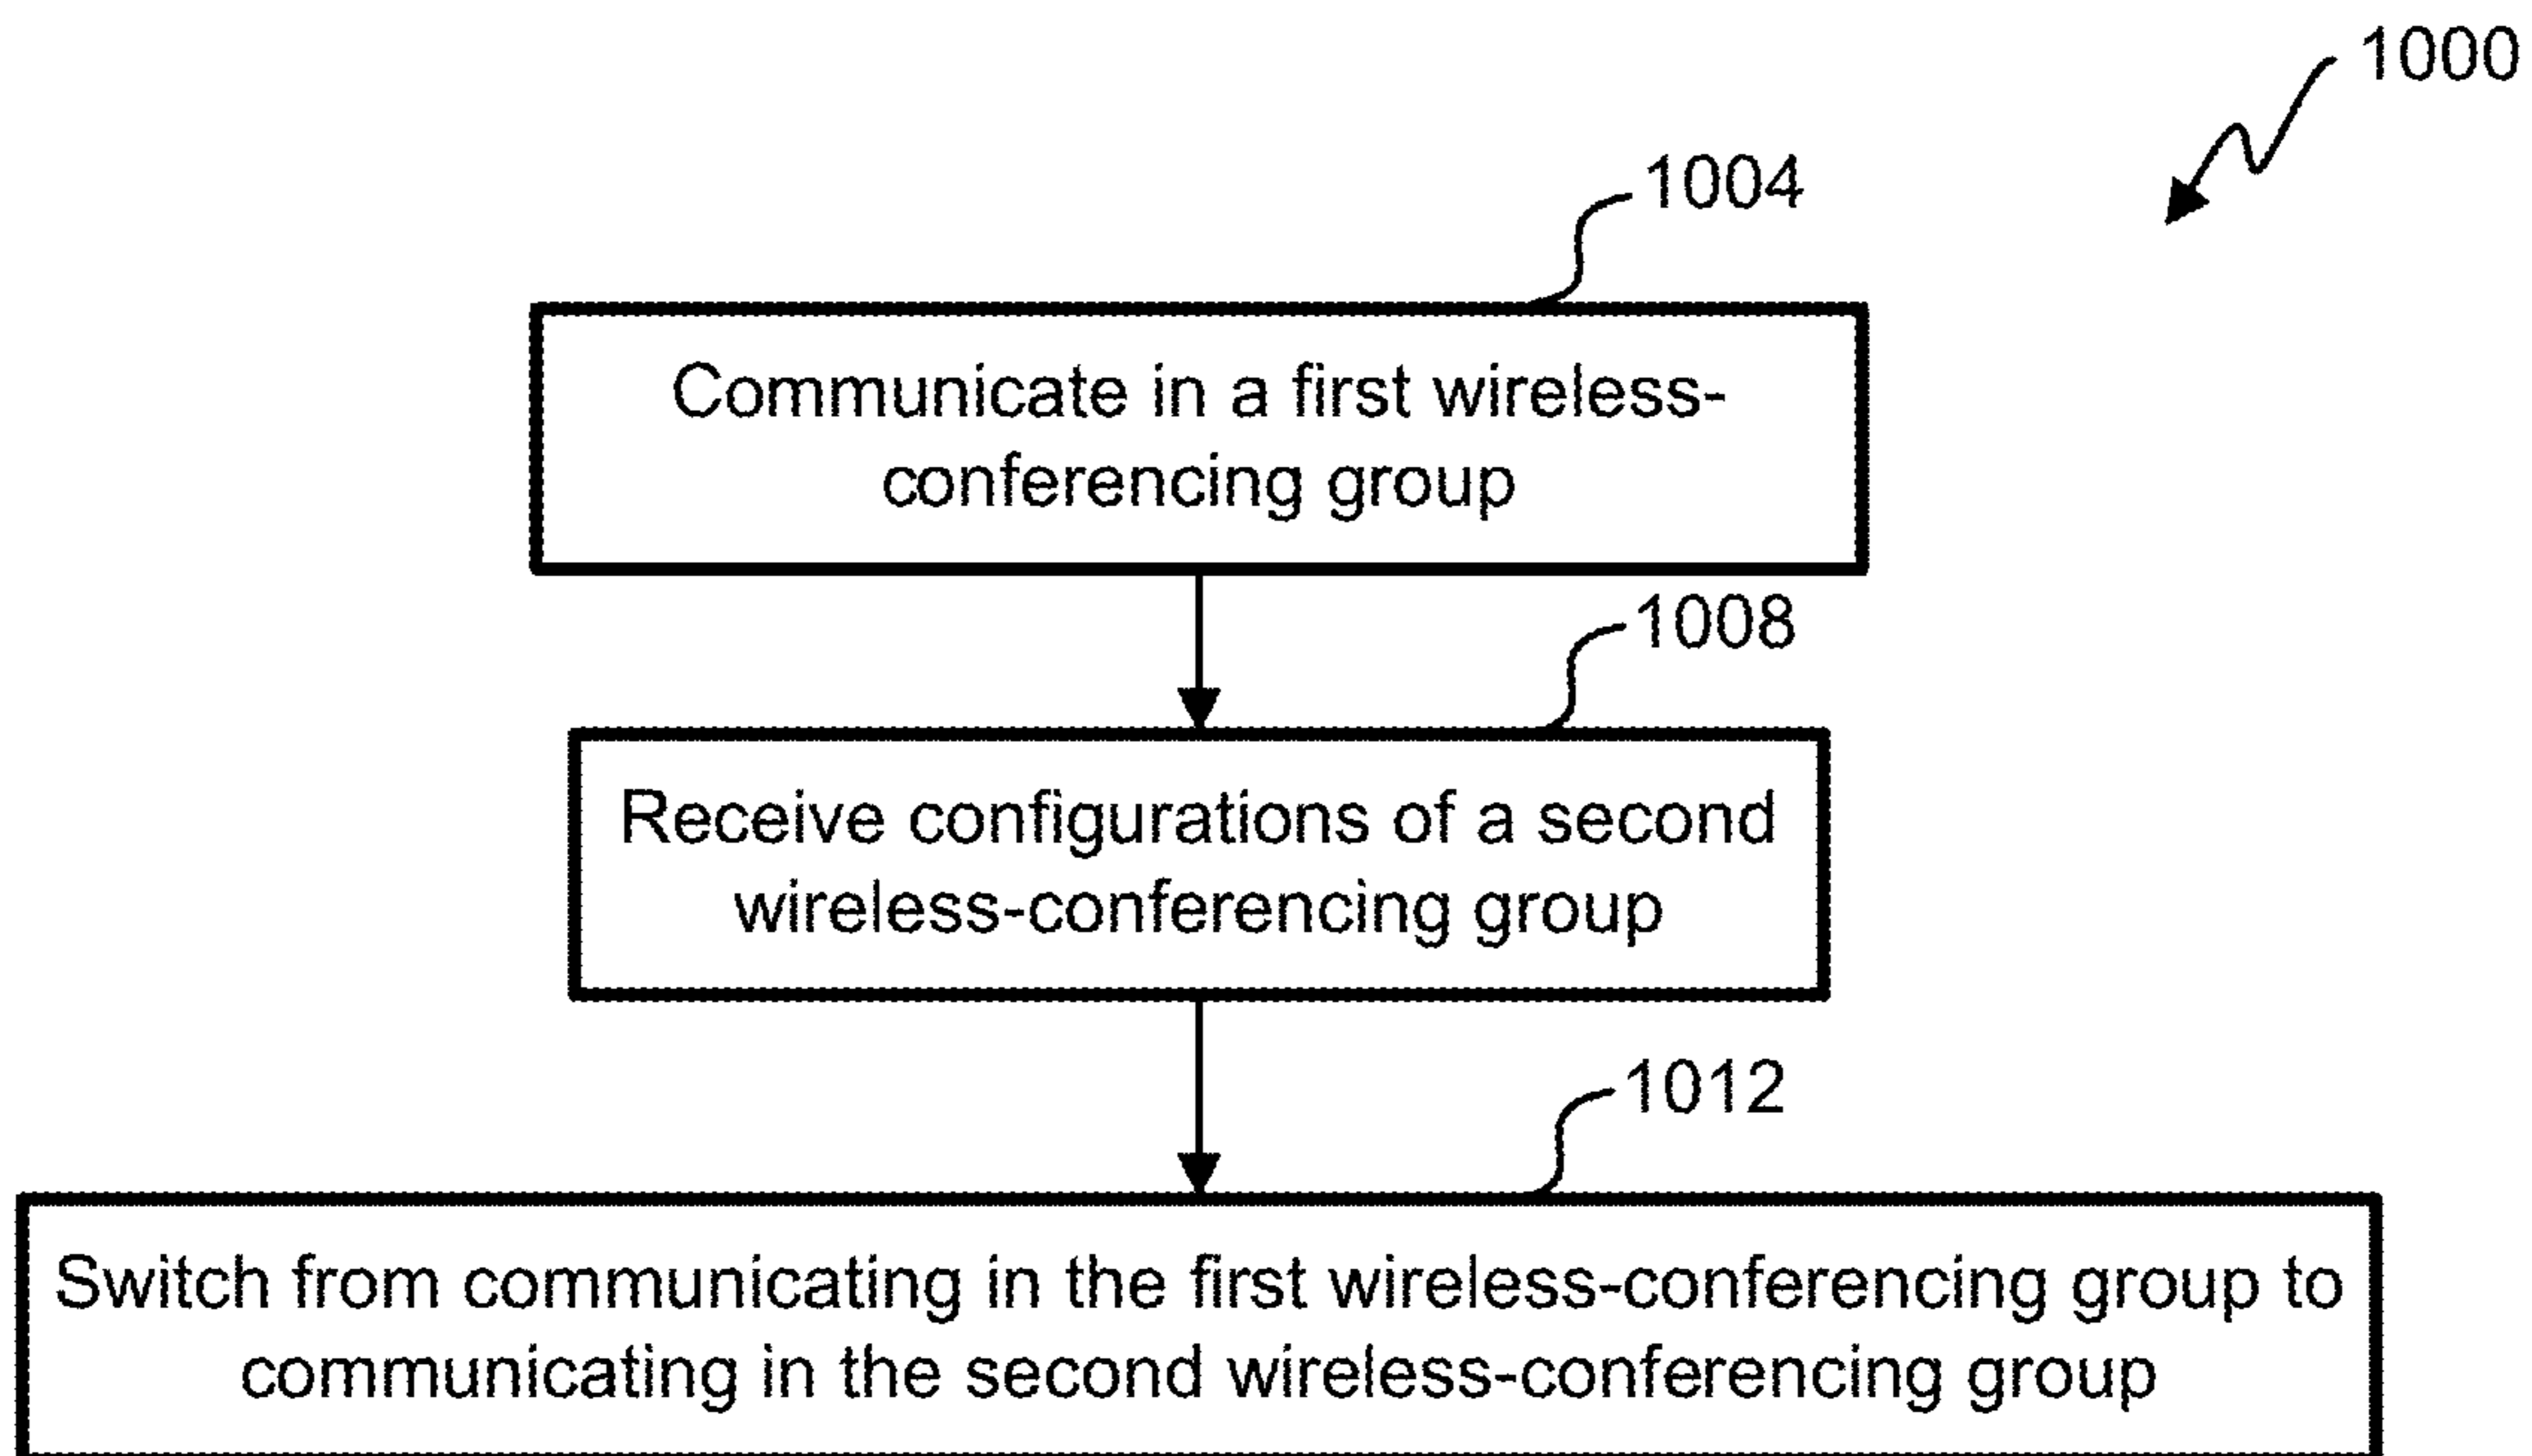 1000
1004
Communicate in a first wireless-
conferencing group
1008
Receive configurations of a second
wireless-conferencing group
1012
Switch from communicating in the first wireless-conferencing group to
communicating in the second wireless-conferencing group